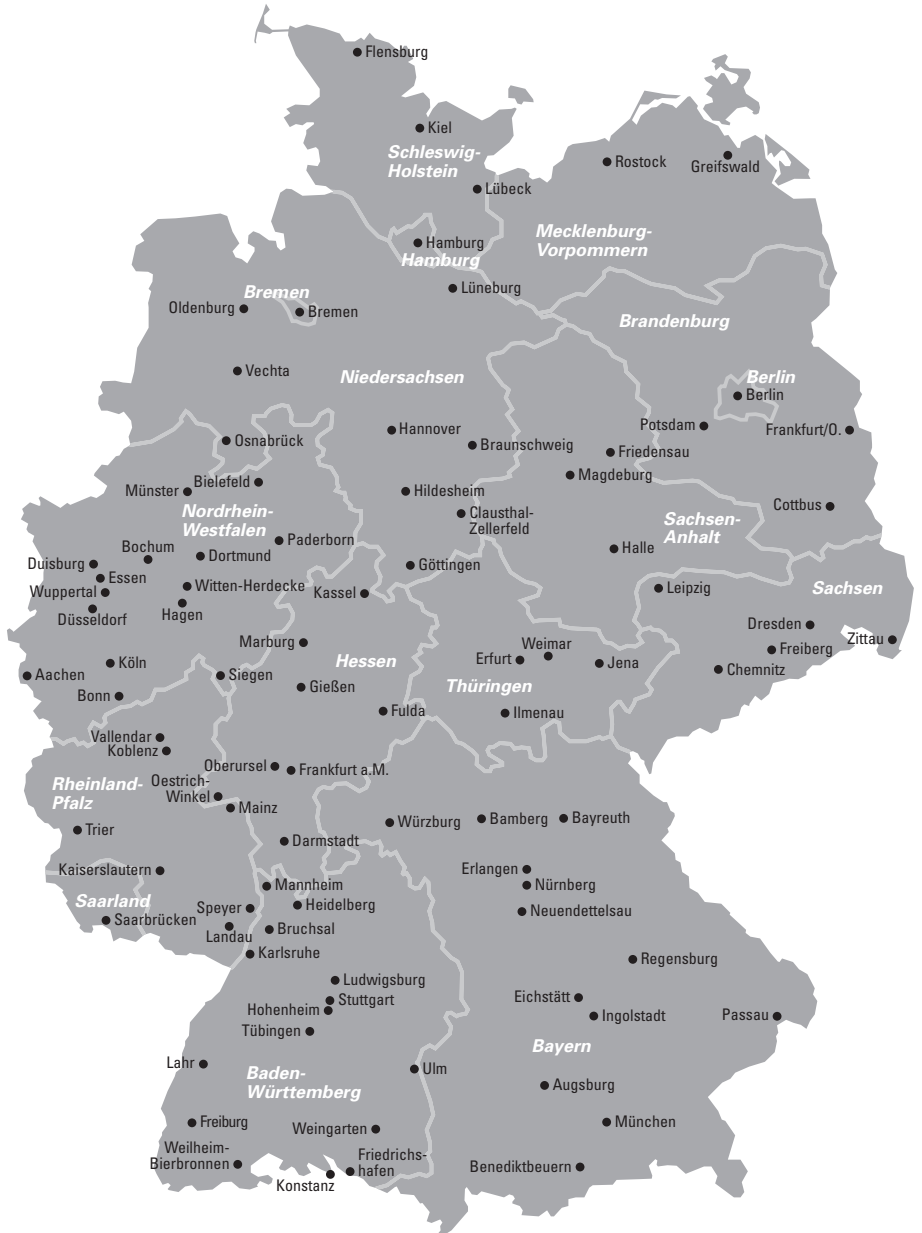 Flensburg
Kiel
Schleswig-
Holstein
Rostock
Greifswald
Lübeck
Mecklenburg-
Vorpommern
Hamburg
Hamburg
Lüneburg
Bremen
Oldenburg
Bremen
Brandenburg
Vechta
Niedersachsen
Berlin
Berlin
Hannover
Potsdam
Frankfurt/O.
Osnabrück
Braunschweig
Friedensau
Magdeburg
Bielefeld
Münster
Hildesheim
Cottbus
Nordrhein-
Westfalen
Clausthal-
Zellerfeld
Sachsen-
Anhalt
Paderborn
Bochum
Dortmund
Halle
Duisburg
Göttingen
Essen
Witten-Herdecke
Wuppertal
Kassel
Leipzig
Sachsen
Düsseldorf
Hagen
Dresden
Zittau
Marburg
Weimar
Freiberg
Köln
Hessen
Erfurt
Jena
Chemnitz
Aachen
Siegen
Gießen
Thüringen
Bonn
Fulda
Ilmenau
Vallendar
Koblenz
Oberursel
Frankfurt a.M.
Rheinland-
Pfalz
Oestrich-
Winkel
Mainz
Würzburg
Bamberg
Bayreuth
Trier
Darmstadt
Kaiserslautern
Erlangen
Mannheim
Nürnberg
Saarland
Speyer
Heidelberg
Neuendettelsau
Saarbrücken
Landau
Bruchsal
Karlsruhe
Regensburg
Ludwigsburg
Stuttgart
Eichstätt
Hohenheim
Ingolstadt
Passau
Tübingen
Bayern
Lahr
Baden-
Württemberg
Ulm
Augsburg
Freiburg
Weingarten
München
Weilheim-
Bierbronnen
Friedrichs-
hafen
Benediktbeuern
Konstanz